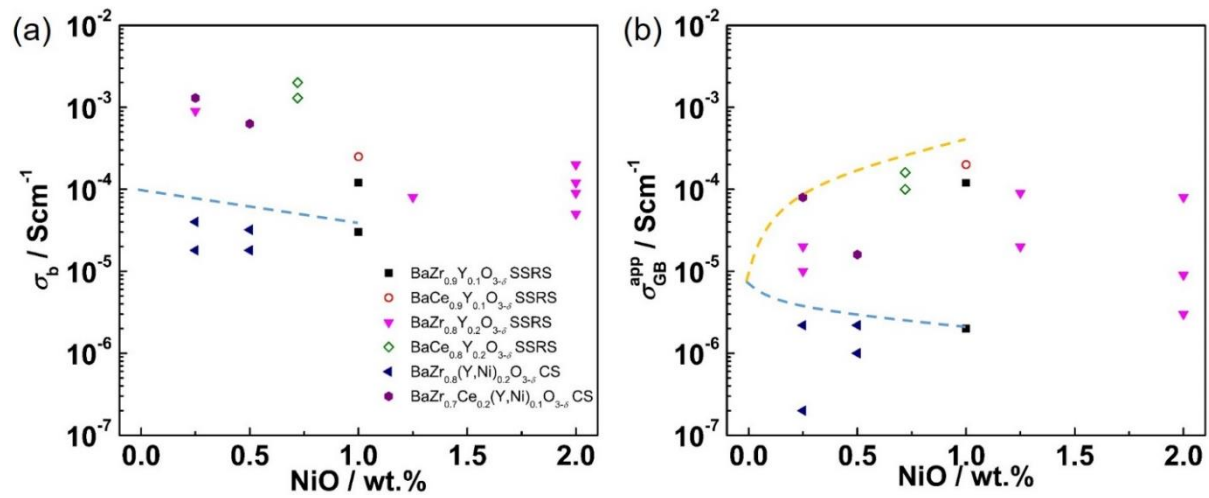 (a)
10⁻²
10⁻³
10⁻⁴
10⁻⁵
10⁻⁶
10⁻⁷
σ_b / Scm⁻¹
0.0 0.5 1.0 1.5 2.0
NiO / wt.%
BaZr₀.₉Y₀.₁O₃₋δ SSRS
BaCe₀.₉Y₀.₁O₃₋δ SSRS
BaZr₀.₈Y₀.₂O₃₋δ SSRS
BaCe₀.₈Y₀.₂O₃₋δ SSRS
BaZr₀.₈(Y,Ni)₀.₂O₃₋δ CS
BaZr₀.₇Ce₀.₂(Y,Ni)₀.₁O₃₋δ CS
(b)
10⁻²
10⁻³
10⁻⁴
10⁻⁵
10⁻⁶
10⁻⁷
σ_GB^app / Scm⁻¹
0.0 0.5 1.0 1.5 2.0
NiO / wt.%